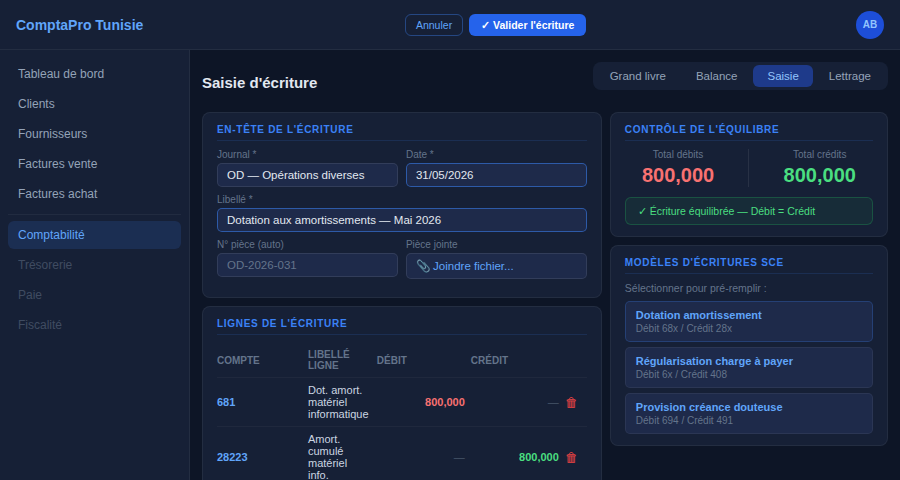 ComptaPro Tunisie
Annuler
✓ Valider l'écriture
AB
Tableau de bord
Clients
Fournisseurs
Factures vente
Factures achat
Comptabilité
Trésorerie
Paie
Fiscalité
Saisie d'écriture
Grand livre
Balance
Saisie
Lettrage
EN-TÊTE DE L'ÉCRITURE
Journal *
Date *
OD — Opérations diverses
31/05/2026
Libellé *
Dotation aux amortissements — Mai 2026
N° pièce (auto)
Pièce jointe
OD-2026-031
📎 Joindre fichier...
LIGNES DE L'ÉCRITURE
COMPTE
LIBELLÉ
LIGNE
DÉBIT
CRÉDIT
681
Dot. amort.
matériel
informatique
800,000
—
28223
Amort.
cumulé
matériel
info.
—
800,000
CONTRÔLE DE L'ÉQUILIBRE
Total débits
Total crédits
800,000
800,000
✓ Écriture équilibrée — Débit = Crédit
MODÈLES D'ÉCRITURES SCE
Sélectionner pour pré-remplir :
Dotation amortissement
Débit 68x / Crédit 28x
Régularisation charge à payer
Débit 6x / Crédit 408
Provision créance douteuse
Débit 694 / Crédit 491